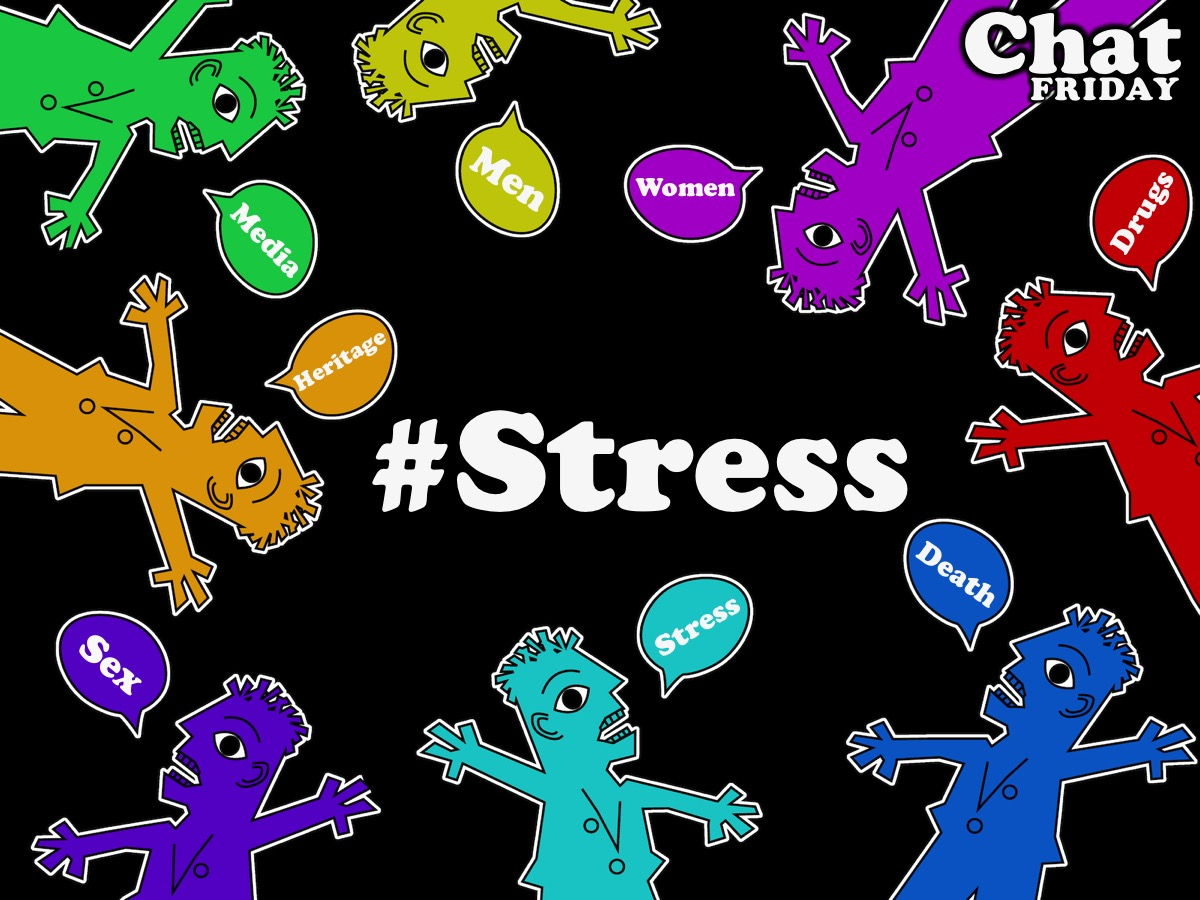 Chat
FRIDAY
Men
Women
Drugs
Media
Heritage
#Stress
Death
Stress
Sex